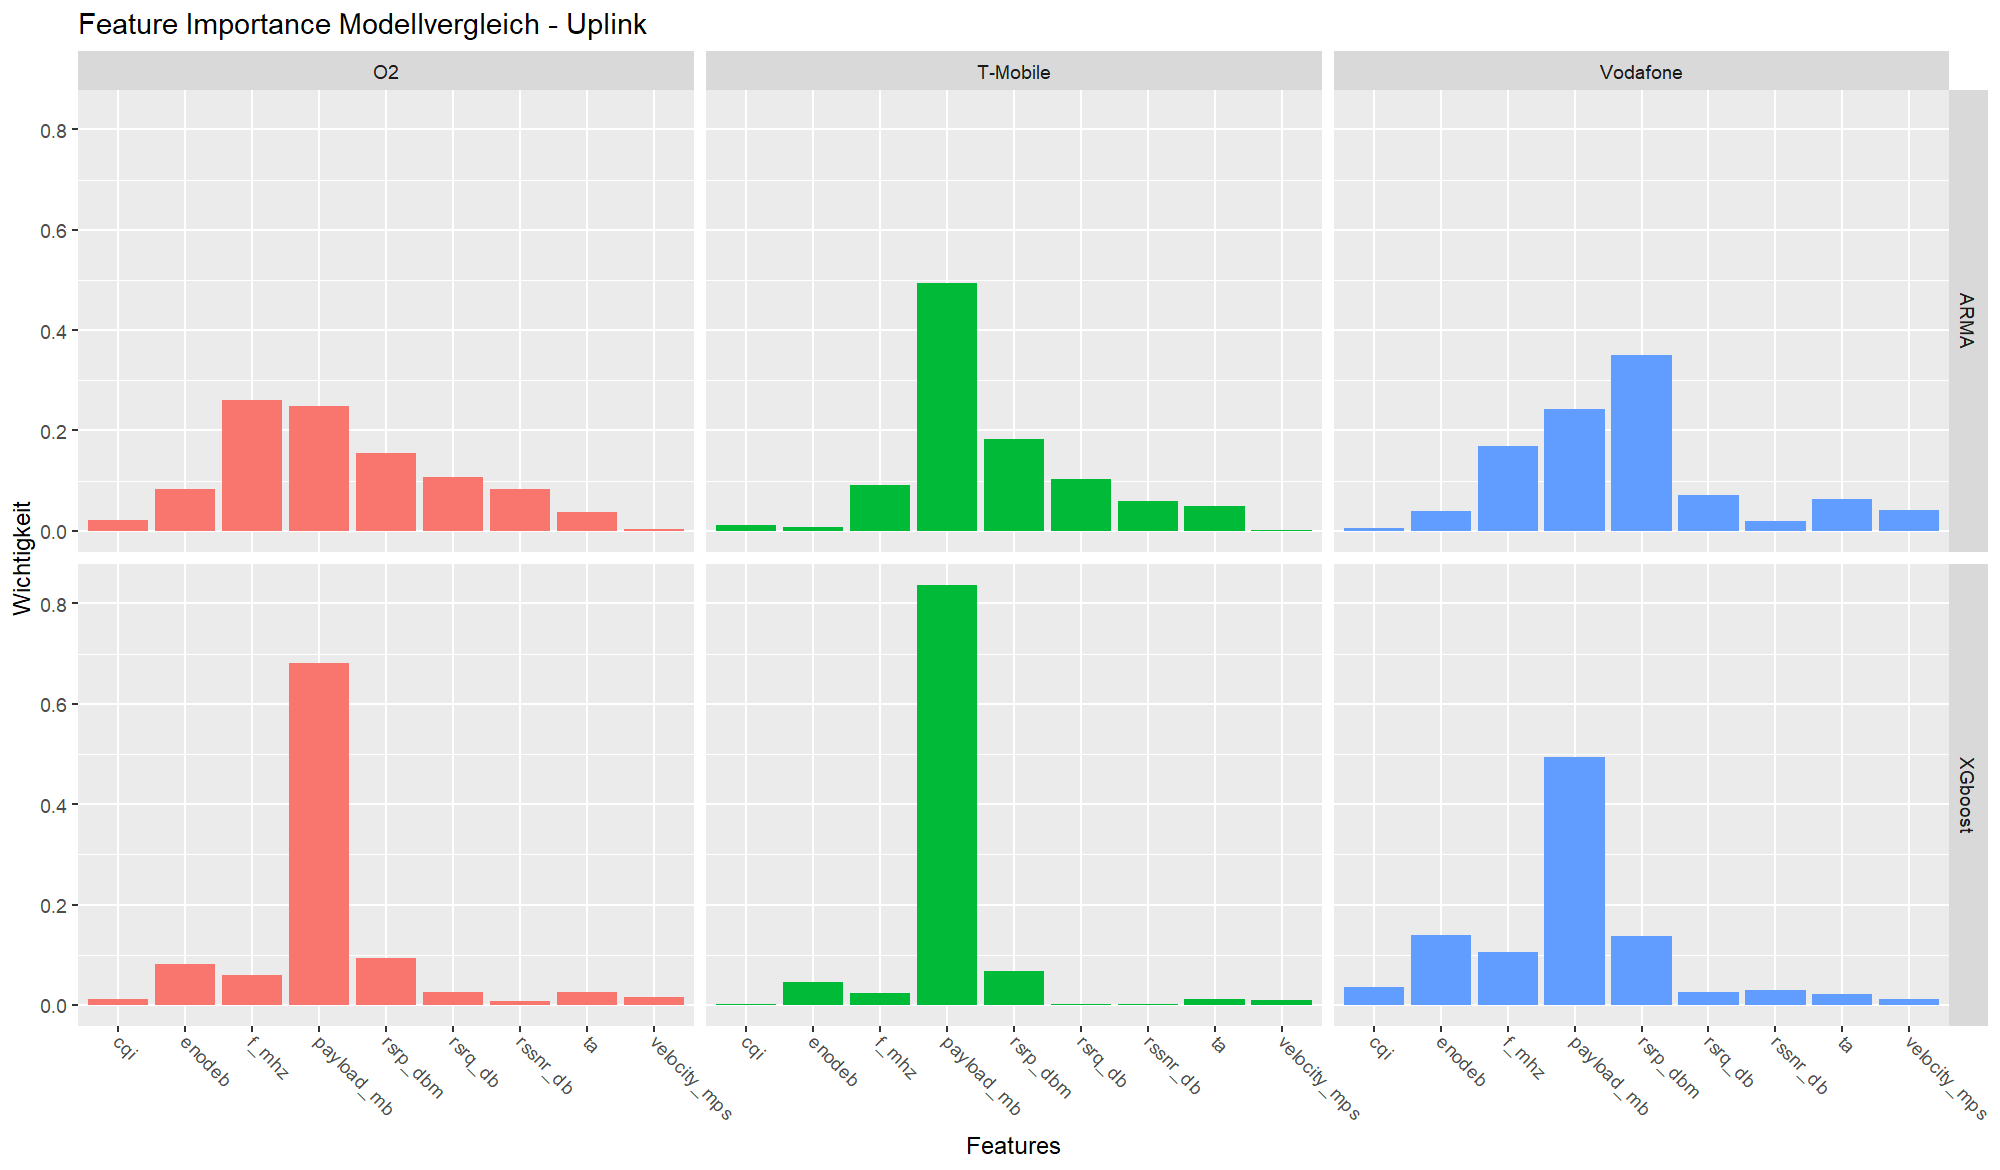 Feature Importance Modellvergleich - Uplink
O2
T-Mobile
Vodafone
0.8
0.6
0.4
0.2
0.0
ARMA
Wichtigkeit
0.8
0.6
0.4
0.2
0.0
XGboost
cqi
enodeb
f_mhz
payload_mb
rsrp_dbm
rsrq_db
rssnr_db
ta
velocity_mps
cqi
enodeb
f_mhz
payload_mb
rsrp_dbm
rsrq_db
rssnr_db
ta
velocity_mps
cqi
enodeb
f_mhz
payload_mb
rsrp_dbm
rsrq_db
rssnr_db
ta
velocity_mps
Features